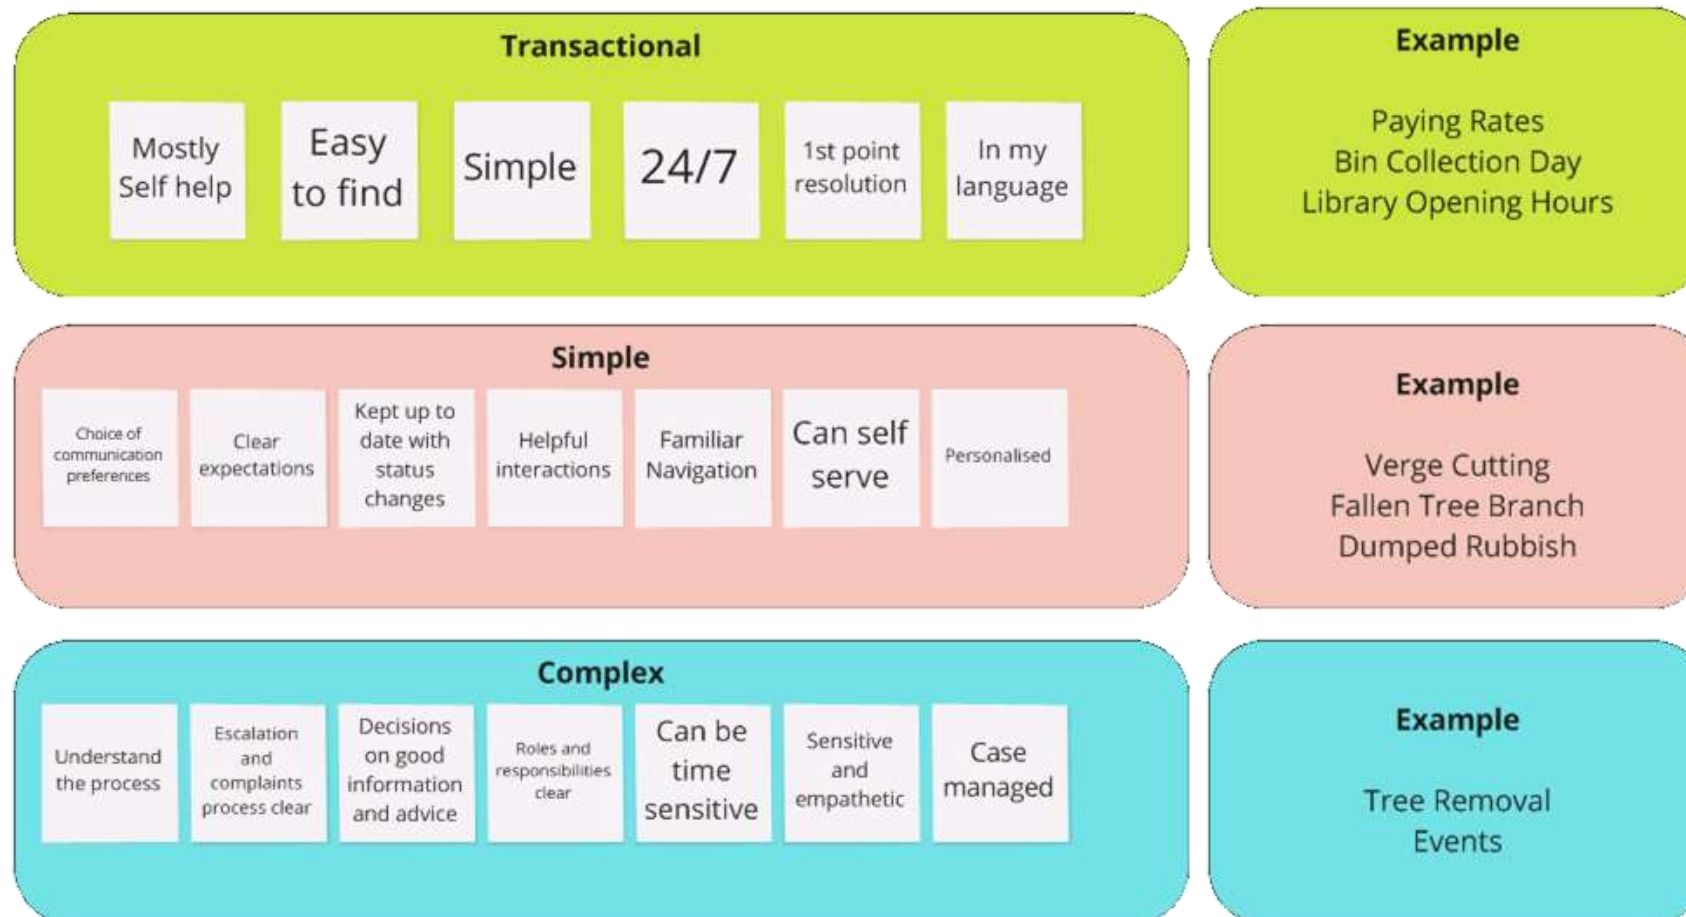 Transactional
Mostly
Self help
Easy
to find
Simple
24/7
1st point
resolution
In my
language
Example
Paying Rates
Bin Collection Day
Library Opening Hours
Simple
Choice of
communication
preferences
Clear
expectations
Kept up to
date with
status
changes
Helpful
interactions
Familiar
Navigation
Can self
serve
Personalised
Example
Verge Cutting
Fallen Tree Branch
Dumped Rubbish
Complex
Understand
the process
Escalation
and
complaints
process clear
Decisions
on good
information
and advice
Roles and
responsibilities
clear
Can be
time
sensitive
Sensitive
and
empathetic
Case
managed
Example
Tree Removal
Events